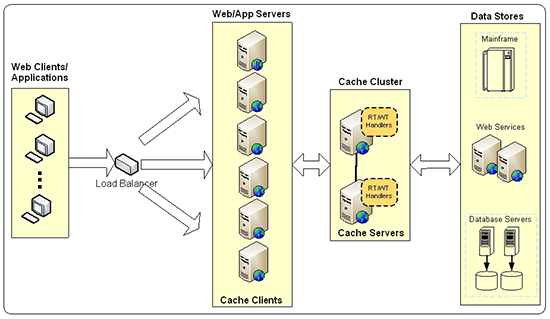 Web/App Servers
Data Stores
Mainframe
Web Clients/
Applications
Cache Cluster
RT/WT
Handlers
Web Services
Load Balancer
RT/WT
Handlers
Database Servers
Cache Servers
Cache Clients